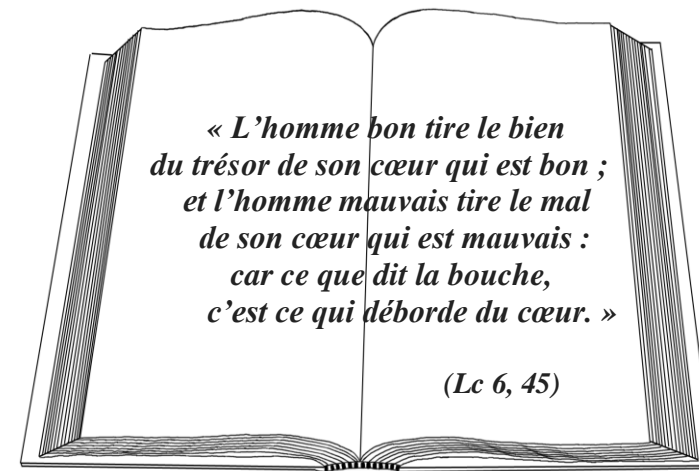 « L’homme bon tire le bien
du trésor de son cœur qui est bon ;
et l’homme mauvais tire le mal
de son cœur qui est mauvais :
car ce que dit la bouche,
c’est ce qui déborde du cœur. »
(Lc 6, 45)